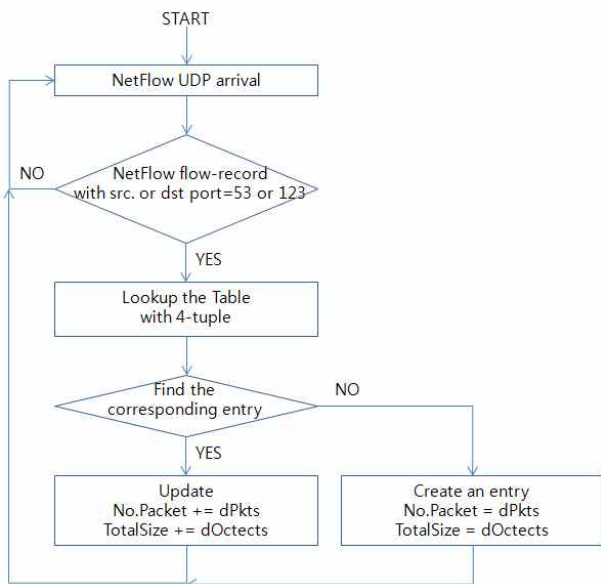 START
NetFlow UDP arrival
NetFlow flow-record
with src. or dst port=53 or 123
NO
YES
Lookup the Table
with 4-tuple
Find the
corresponding entry
NO
YES
Update
No.Packet += dPkts
TotalSize += dOctects
Create an entry
No.Packet = dPkts
TotalSize = dOctects